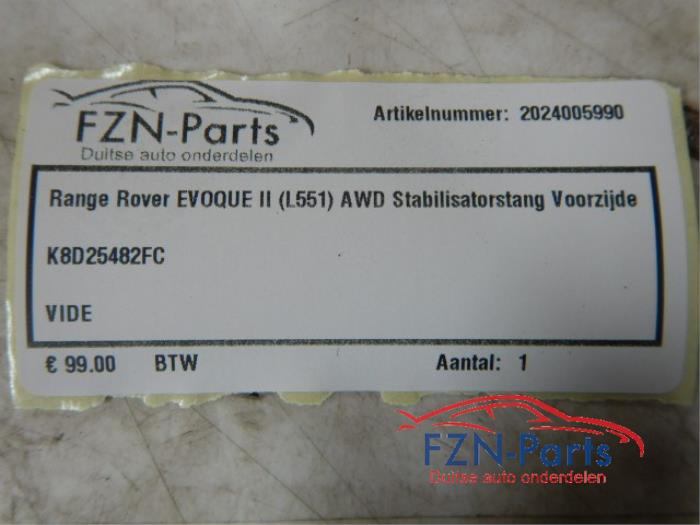 FZN-Parts
Duitse auto onderdelen
Artikelnummer: 2024005990
Range Rover EVOQUE II (L551) AWD Stabilisatorstang Voorzijde
K8D25482FC
VIDE
€ 99.00 BTW Aantal: 1
FZN-Parts
Duitse auto onderdelen